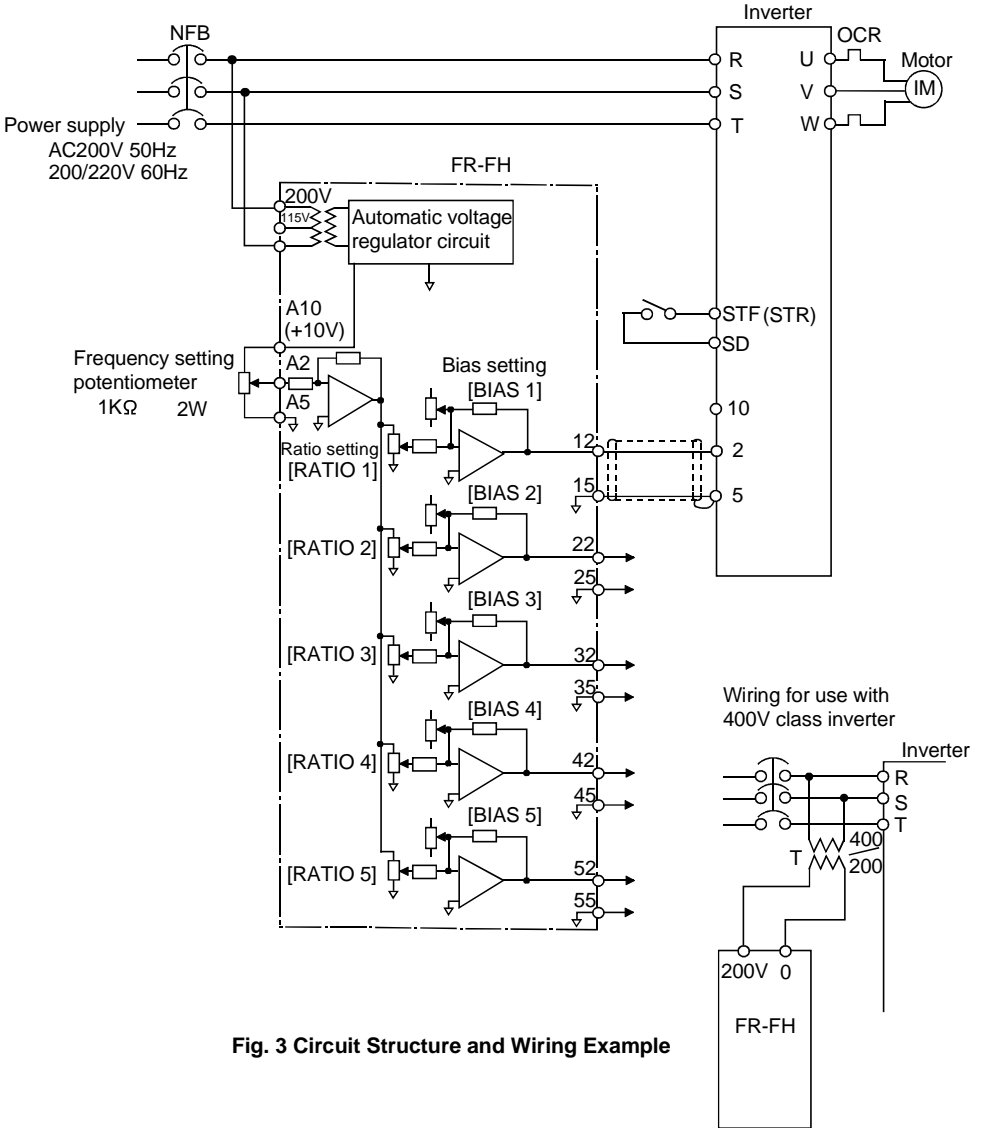 Inverter
NFB
OCR
R
U
Motor
S
V
IM
T
W
Power supply
AC200V 50Hz
200/220V 60Hz
FR-FH
200V
115V
Automatic voltage
regulator circuit
A10
(+10V)
STF (STR)
SD
Frequency setting
potentiometer
1KΩ 2W
A2
A5
Bias setting
[BIAS 1]
10
Ratio setting
[RATIO 1]
12
2
15
5
[BIAS 2]
[RATIO 2]
22
25
[BIAS 3]
[RATIO 3]
32
35
[BIAS 4]
[RATIO 4]
42
45
[BIAS 5]
[RATIO 5]
52
55
Wiring for use with
400V class inverter
Inverter
R
S
T
T
400
200
200V 0
FR-FH
Fig. 3 Circuit Structure and Wiring Example